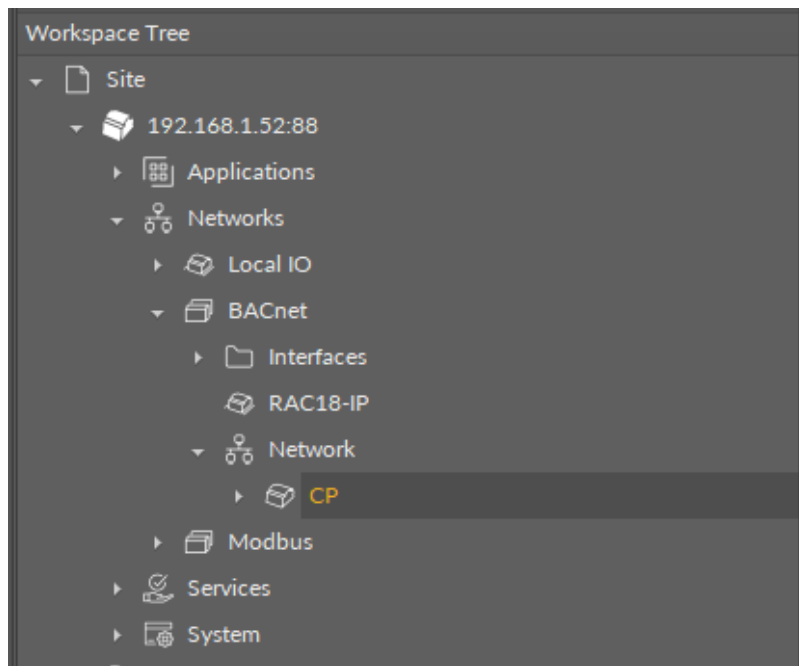 Workspace Tree
Site
192.168.1.52:88
Applications
Networks
Local IO
BACnet
Interfaces
RAC18-IP
Network
CP
Modbus
Services
System